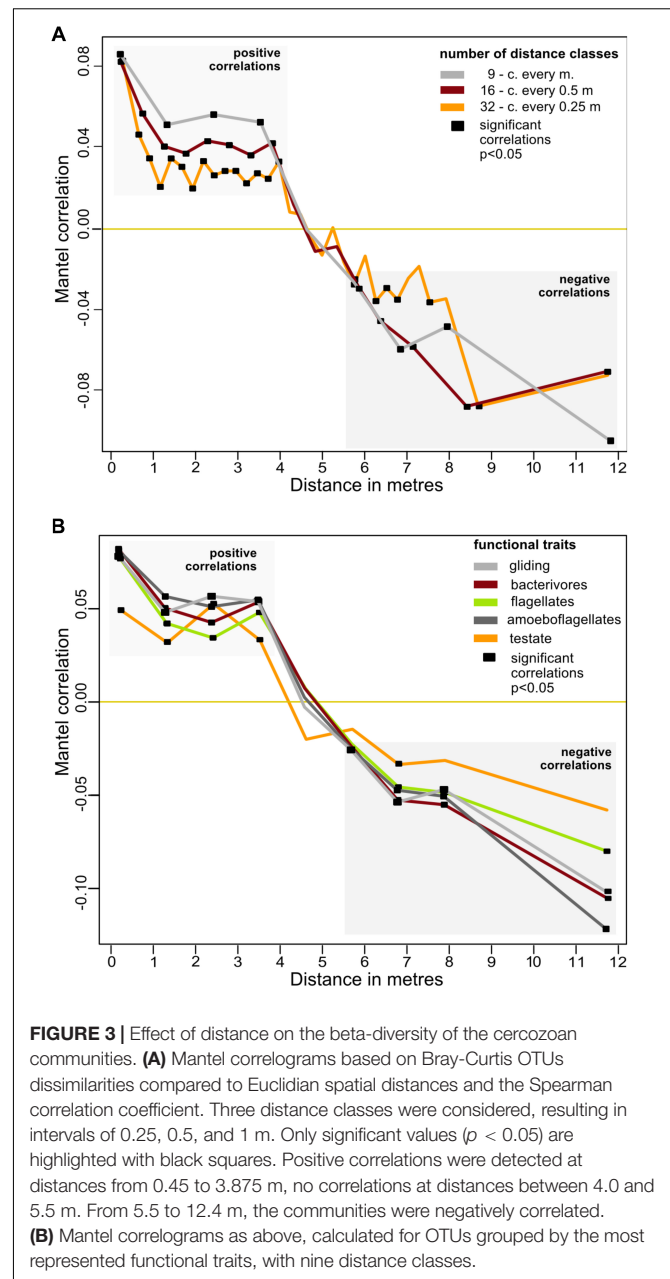 A
0.08
0.04
0.00
-0.04
-0.08
Mantel correlation
positive
correlations
number of distance classes
9 - c. every m.
16 - c. every 0.5 m
32 - c. every 0.25 m
significant
correlations
p<0.05
negative
correlations
0 1 2 3 4 5 6 7 8 9 10 11 12
Distance in metres
B
0.05
0.00
-0.05
-0.10
Mantel correlation
positive
correlations
functional traits
gliding
bacterivores
flagellates
amoeboflagellates
testate
significant
correlations
p<0.05
negative
correlations
0 1 2 3 4 5 6 7 8 9 10 11 12
Distance in metres
FIGURE 3 | Effect of distance on the beta-diversity of the cercozoan
communities. (A) Mantel correlograms based on Bray-Curtis OTUs
dissimilarities compared to Euclidian spatial distances and the Spearman
correlation coefficient. Three distance classes were considered, resulting in
intervals of 0.25, 0.5, and 1 m. Only significant values (p < 0.05) are
highlighted with black squares. Positive correlations were detected at
distances from 0.45 to 3.875 m, no correlations at distances between 4.0 and
5.5 m. From 5.5 to 12.4 m, the communities were negatively correlated.
(B) Mantel correlograms as above, calculated for OTUs grouped by the most
represented functional traits, with nine distance classes.